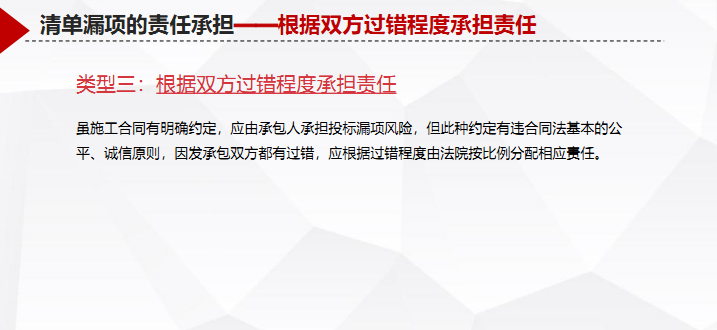 清单漏项的责任承担——根据双方过错程度承担责任
类型三：根据双方过错程度承担责任
虽施工合同有明确约定，应由承包人承担投标漏项风险，但此种约定有违合同法基本的公
平、诚信原则，因发承包双方都有过错，应根据过错程度由法院按比例分配相应责任。